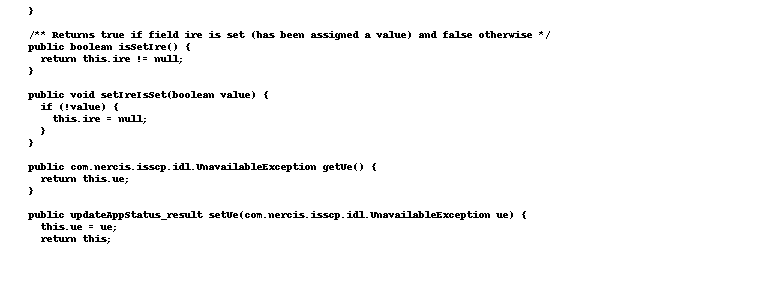 }
/** Returns true if field ire is set (has been assigned a value) and false otherwise */
public boolean isSetIre() {
return this.ire != null;
}
public void setIreIsSet(boolean value) {
if (!value) {
this.ire = null;
}
}
public com.nercis.isscp.idl.UnavailableException getUe() {
return this.ue;
}
public updateAppStatus_result setUe(com.nercis.isscp.idl.UnavailableException ue) {
this.ue = ue;
return this;